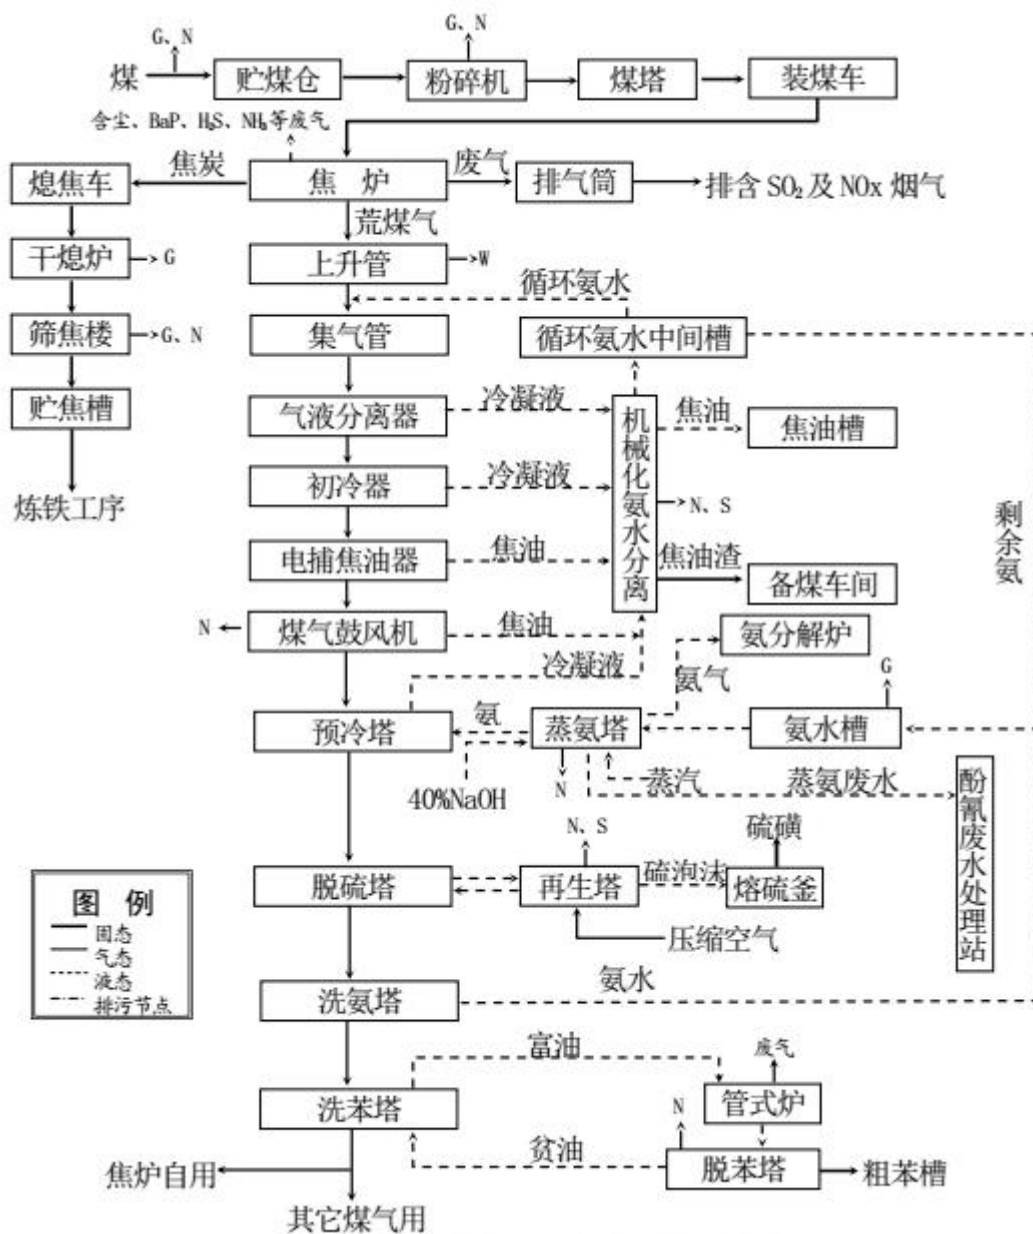 G、N
G、N
煤
贮煤仓
粉碎机
煤塔
装煤车
含尘、BaP、H₂S、NH₃等废气
熄焦车
焦炭
焦 炉
废气
排气筒
排含 SO₂ 及 NOx 烟气
荒煤气
干熄炉
G
上升管
W
循环氨水
筛焦楼
G、N
集气管
循环氨水中间槽
贮焦槽
气液分离器
冷凝液
机械化氨水分离
焦油
焦油槽
炼铁工序
初冷器
冷凝液
N、S
剩余氨
电捕焦油器
焦油
焦油渣
备煤车间
N
煤气鼓风机
焦油
氨分解炉
冷凝液
氨气
G
预冷塔
氨
蒸氨塔
氨水槽
40%NaOH
N
蒸汽
蒸氨废水
酚氰废水处理站
N、S
硫磺
脱硫塔
再生塔
硫泡沫
熔硫釜
压缩空气
图 例
固态
气态
液态
排污节点
洗氨塔
氨水
富油
废气
洗苯塔
N
管式炉
贫油
脱苯塔
粗苯槽
焦炉自用
其它煤气用